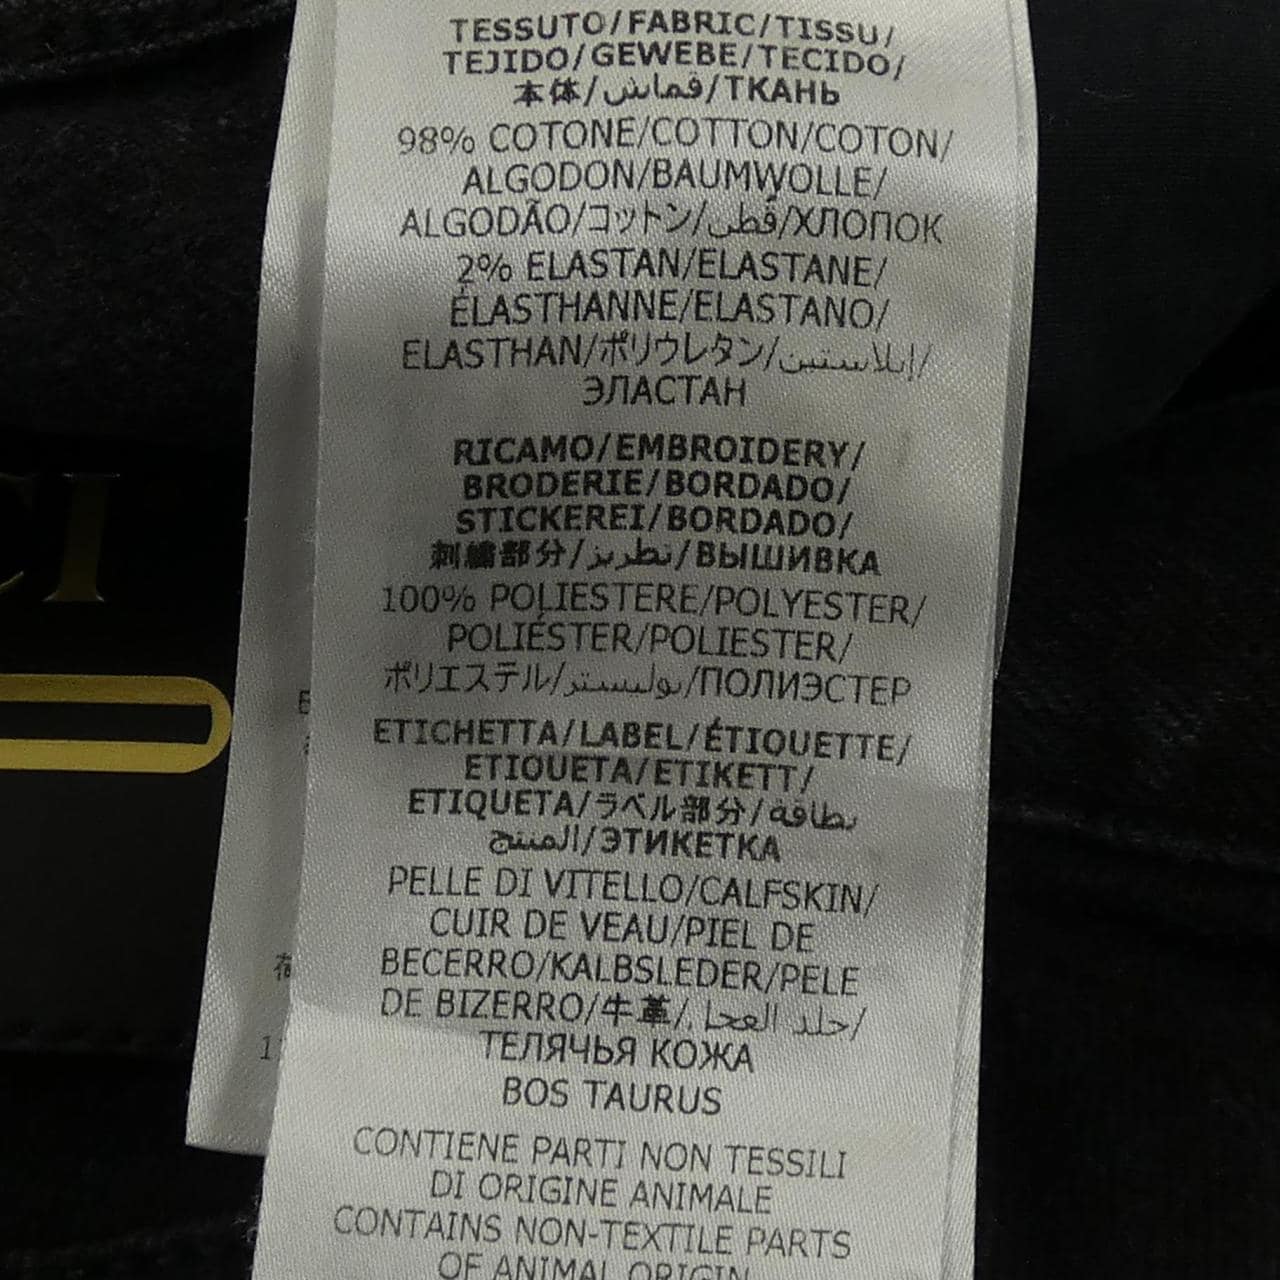 TESSUTO/FABRIC/TISSU/
TEJIDO/GEWEBE/TECIDO/
本体/قماش/ТКАНЬ
98% COTONE/COTTON/COTON/
ALGODON/BAUMWOLLE/
ALGODÃO/コットン/قطن/ХЛОПОК
2% ELASTAN/ELASTANE/
ÉLASTHANNE/ELASTANO/
ELASTHAN/ポリウレタン/إيلاستين/
ЭЛАСТАН
RICAMO/EMBROIDERY/
BRODERIE/BORDADO/
STICKEREI/BORDADO/
刺繍部分/تطريز/ВЫШИВКА
100% POLIESTERE/POLYESTER/
POLIÉSTER/POLIESTER/
ポリエステル/بوليستر/ПОЛИЭСТЕР
ETICHETTA/LABEL/ÉTIQUETTE/
ETIQUETA/ETIKETT/
ETIQUETA/ラベル部分/بطاقة
المنتج/ЭТИКЕТКА
PELLE DI VITELLO/CALFSKIN/
CUIR DE VEAU/PIEL DE
BECERRO/KALBSLEDER/PELE
DE BIZERRO/牛革/جلد العجل/
ТЕЛЯЧЬЯ КОЖА
BOS TAURUS
CONTIENE PARTI NON TESSILI
DI ORIGINE ANIMALE
CONTAINS NON-TEXTILE PARTS
OF ANIMAL ORIGIN